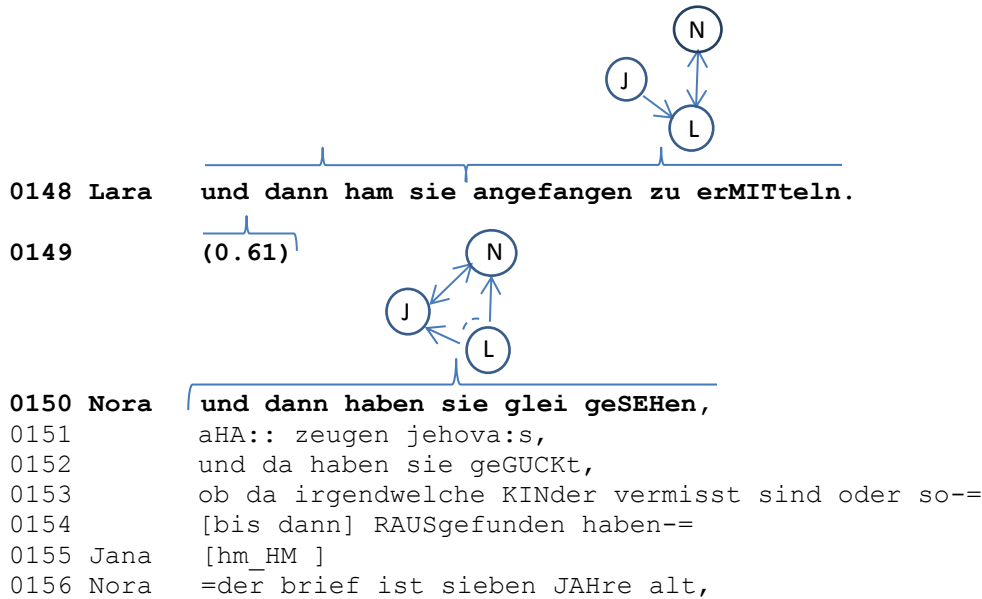 N
J
L
0148 Lara und dann ham sie angefangen zu erMITteln.
0149 (0.61)
N
J
L
0150 Nora und dann haben sie glei geSEHen,
0151 aHA:: zeugen jehova:s,
0152 und da haben sie geGUCKt,
0153 ob da irgendwelche KINder vermisst sind oder so-=
0154 [bis dann] RAUSgefunden haben-=
0155 Jana [hm_HM ]
0156 Nora =der brief ist sieben JAHre alt,